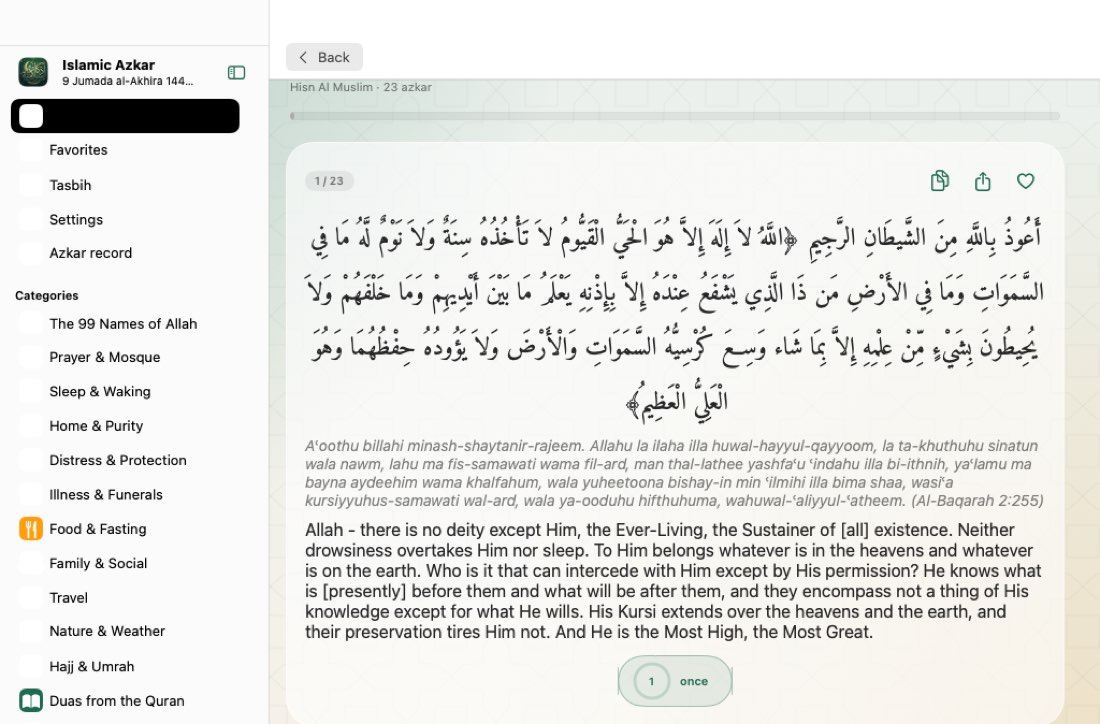 Islamic Azkar
9 Jumada al-Akhira 144...
Favorites
Tasbih
Settings
Azkar record
Categories
The 99 Names of Allah
Prayer & Mosque
Sleep & Waking
Home & Purity
Distress & Protection
Illness & Funerals
Food & Fasting
Family & Social
Travel
Nature & Weather
Hajj & Umrah
Duas from the Quran
Back
Hisn Al Muslim · 23 azkar
1 / 23
أَعُوذُ بِاللَّهِ مِنَ الشَّيطَانِ الرَّجِيمِ ﴿اللَّهُ لاَ إِلَهَ إِلاَّ هُوَ الْحَيُّ الْقَيُّومُ لاَ تَأْخُذُهُ سِنَةٌ وَلاَ نَوْمٌ لَّهُ مَا فِي
السَّمَوَاتِ وَمَا فِي الأَرْضِ مَن ذَا الَّذِي يَشْفَعُ عِنْدَهُ إِلاَّ بِإِذْنِهِ يَعْلَمُ مَا بَيْنَ أَيْدِيهِمْ وَمَا خَلْفَهُمْ وَلاَ
يُحِيطُونَ بِشَيْءٍ مِّنْ عِلْمِهِ إِلاَّ بِمَا شَاء وَسِعَ كُرْسِيُّهُ السَّمَوَاتِ وَالْأَرْضَ وَلاَ يَؤُودُهُ حِفْظُهُمَا وَهُوَ
الْعَلِيُّ الْعَظِيمُ﴾
Aʿoothu billahi minash-shaytanir-rajeem. Allahu la ilaha illa huwal-hayyul-qayyoom, la ta-khuthuhu sinatun
wala nawm, lahu ma fis-samawati wama fil-ard, man thal-lathee yashfaʿu ʿindahu illa bi-ithnih, yaʿlamu ma
bayna aydeehim wama khalfahum, wala yuheetoona bishay-in min ʿilmihi illa bima shaa, wasiʿa
kursiyyuhus-samawati wal-ard, wala ya-ooduhu hifthuhuma, wahuwal-ʿaliyyul-ʿatheem. (Al-Baqarah 2:255)
Allah - there is no deity except Him, the Ever-Living, the Sustainer of [all] existence. Neither
drowsiness overtakes Him nor sleep. To Him belongs whatever is in the heavens and whatever
is on the earth. Who is it that can intercede with Him except by His permission? He knows what
is [presently] before them and what will be after them, and they encompass not a thing of His
knowledge except for what He wills. His Kursi extends over the heavens and the earth, and
their preservation tires Him not. And He is the Most High, the Most Great.
1 once